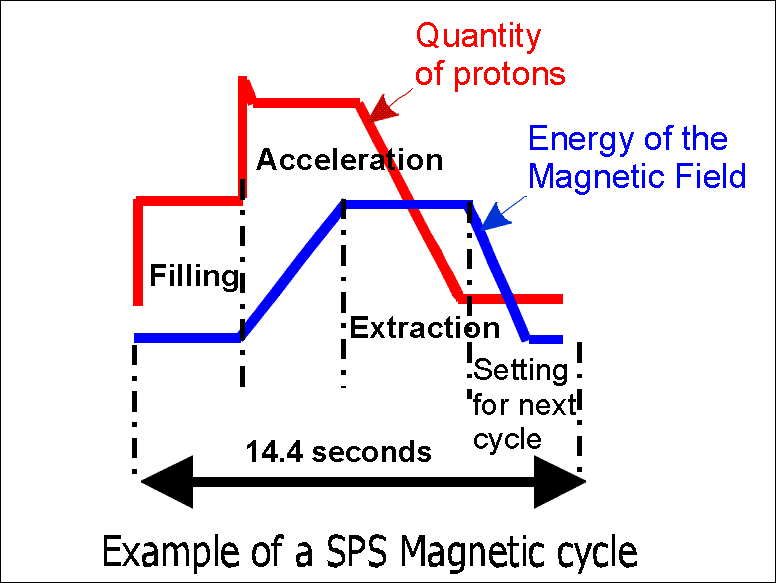 Quantity
of protons
Energy of the
Magnetic Field
Acceleration
Filling
Extraction
Setting
for next
cycle
14.4 seconds
Example of a SPS Magnetic cycle